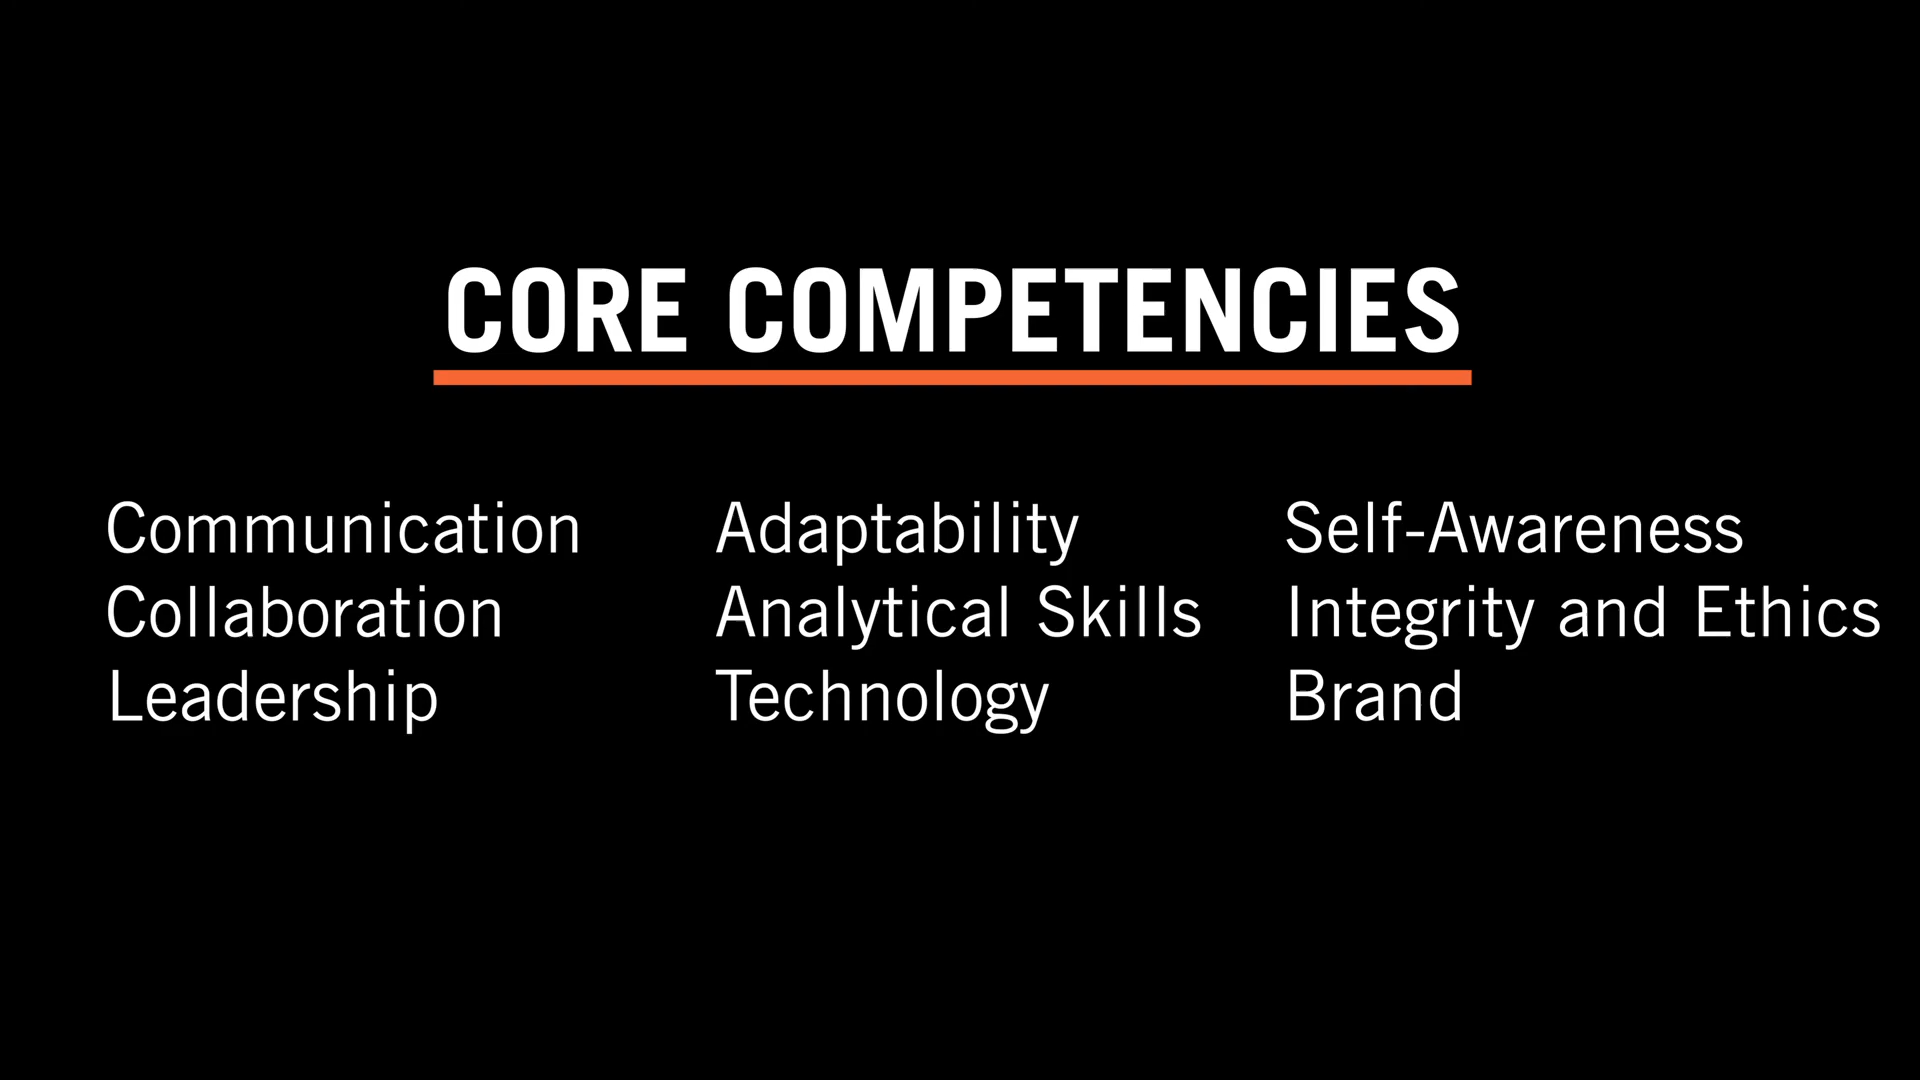 CORE COMPETENCIES
Communication
Collaboration
Leadership
Adaptability
Analytical Skills
Technology
Self-Awareness
Integrity and Ethics
Brand